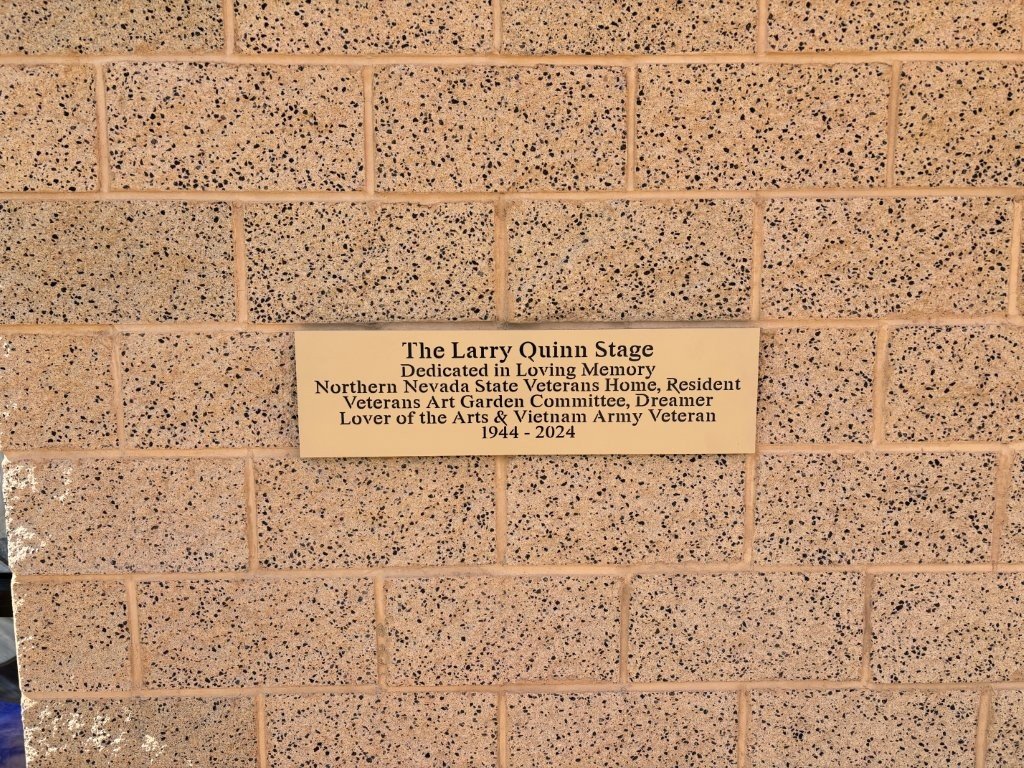 The Larry Quinn Stage
Dedicated in Loving Memory
Northern Nevada State Veterans Home, Resident
Veterans Art Garden Committee, Dreamer
Lover of the Arts & Vietnam Army Veteran
1944 - 2024